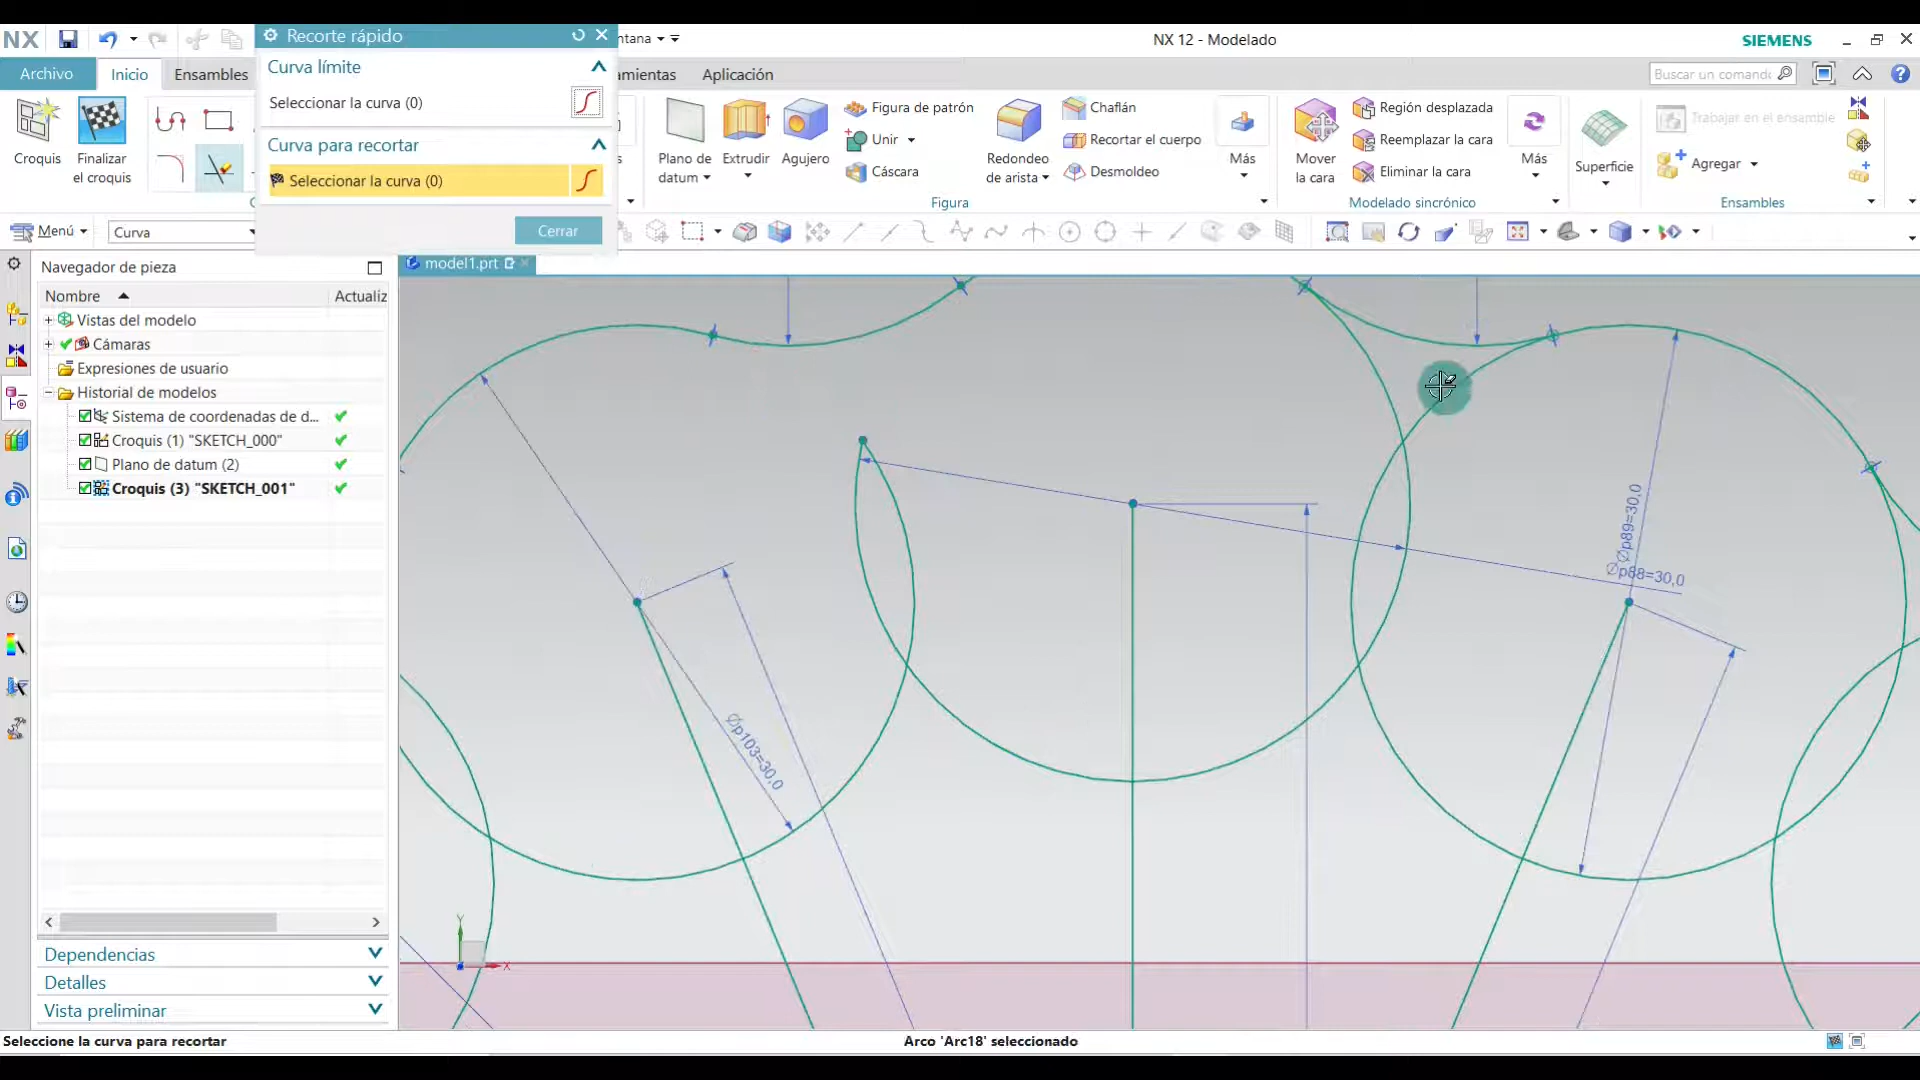 NX
Recorte rápido
ntana
NX 12 - Modelado
SIEMENS
Archivo
Inicio
Ensambles
amientas
Aplicación
Buscar un comando
Curva límite
Seleccionar la curva (0)
Curva para recortar
Seleccionar la curva (0)
Cerrar
Croquis
Finalizar
el croquis
Plano de
datum
Extrudir
Agujero
Figura de patrón
Unir
Cáscara
Redondeo
de arista
Chaflán
Recortar el cuerpo
Desmoldeo
Más
Figura
Mover
la cara
Región desplazada
Reemplazar la cara
Eliminar la cara
Más
Modelado sincrónico
Superficie
Trabajar en el ensamble
Agregar
Ensambles
Menú
Curva
Navegador de pieza
model1.prt
Nombre
Actualiz
Vistas del modelo
Cámaras
Expresiones de usuario
Historial de modelos
Sistema de coordenadas de d...
Croquis (1) "SKETCH_000"
Plano de datum (2)
Croquis (3) "SKETCH_001"
Dependencias
Detalles
Vista preliminar
∅p103=30,0
∅p89=30,0
∅p88=30,0
Y
X
Seleccione la curva para recortar
Arco 'Arc18' seleccionado